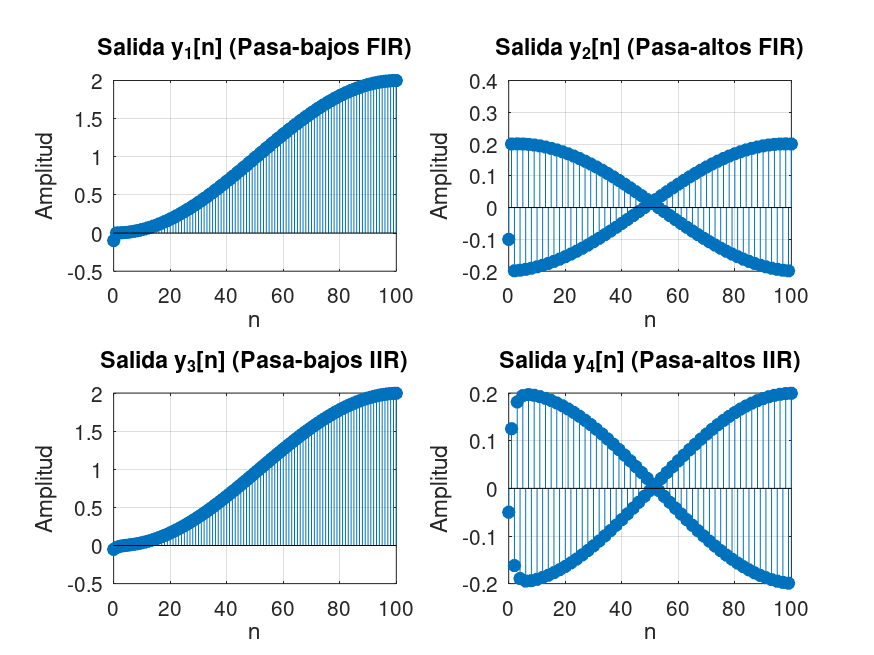 Salida y₁[n] (Pasa-bajos FIR)
Amplitud
2
1.5
1
0.5
0
-0.5
0 20 40 60 80 100
n
Salida y₂[n] (Pasa-altos FIR)
Amplitud
0.4
0.3
0.2
0.1
0
-0.1
-0.2
0 20 40 60 80 100
n
Salida y₃[n] (Pasa-bajos IIR)
Amplitud
2
1.5
1
0.5
0
-0.5
0 20 40 60 80 100
n
Salida y₄[n] (Pasa-altos IIR)
Amplitud
0.2
0.1
0
-0.1
-0.2
0 20 40 60 80 100
n